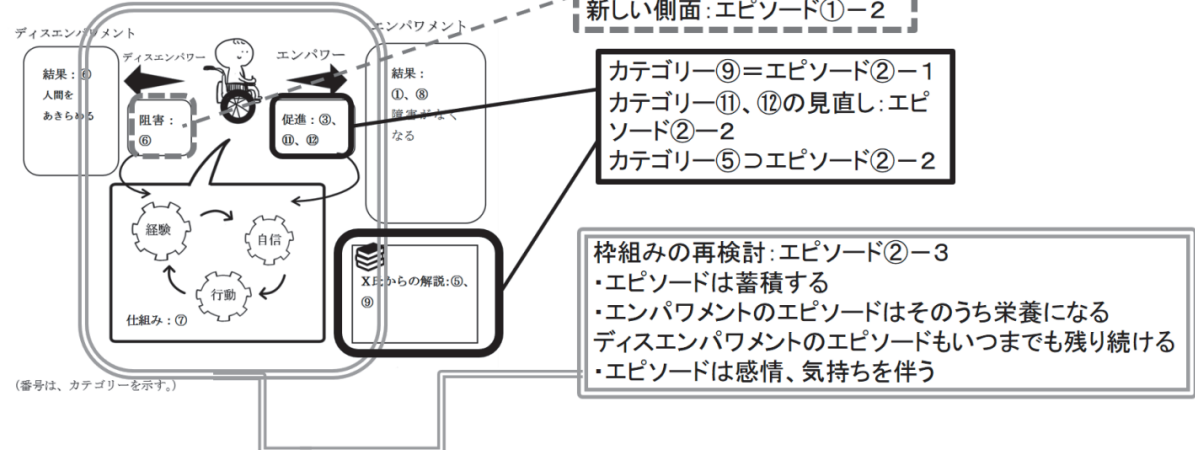 新しい側面:エピソード①−2
ディスエンパワメント
エンパワメント
ディスエンパワー
エンパワー
結果：⑥
人間を
あきらめる
阻害：
⑥
促進：③、
⑪、⑫
結果：
①、⑧
障害がなく
なる
経験
自信
行動
仕組み：⑦
X氏からの解説:⑤、
⑨
(番号は、カテゴリーを示す。)
カテゴリー⑨＝エピソード②−１
カテゴリー⑪、⑫の見直し：エピ
ソード②−２
カテゴリー⑤⊃エピソード②−２
枠組みの再検討：エピソード②−３
・エピソードは蓄積する
・エンパワメントのエピソードはそのうち栄養になる
ディスエンパワメントのエピソードもいつまでも残り続ける
・エピソードは感情、気持ちを伴う